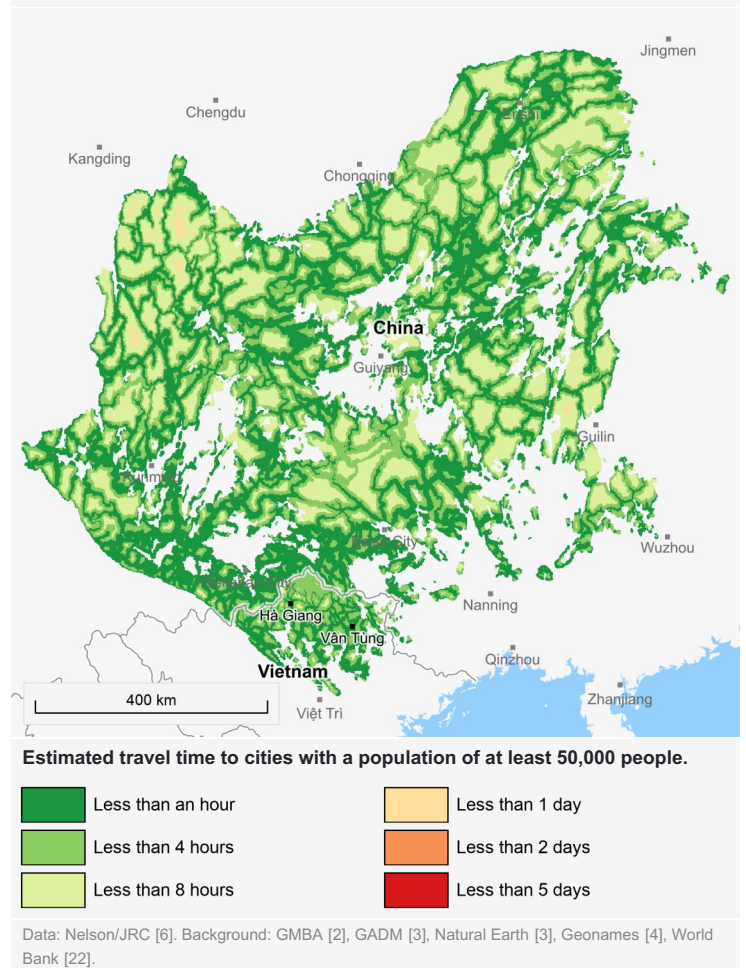 Jingmen
Chengdu
Enshi
Kangding
Chongqing
China
Guiyang
Guilin
Kunming
Wuzhou
Hà Giang
Nanning
Vân Tùng
Qinzhou
Vietnam
Zhanjiang
400 km
Việt Trì
Estimated travel time to cities with a population of at least 50,000 people.
Less than an hour
Less than 1 day
Less than 4 hours
Less than 2 days
Less than 8 hours
Less than 5 days
Data: Nelson/JRC [6]. Background: GMBA [2], GADM [3], Natural Earth [3], Geonames [4], World
Bank [22].